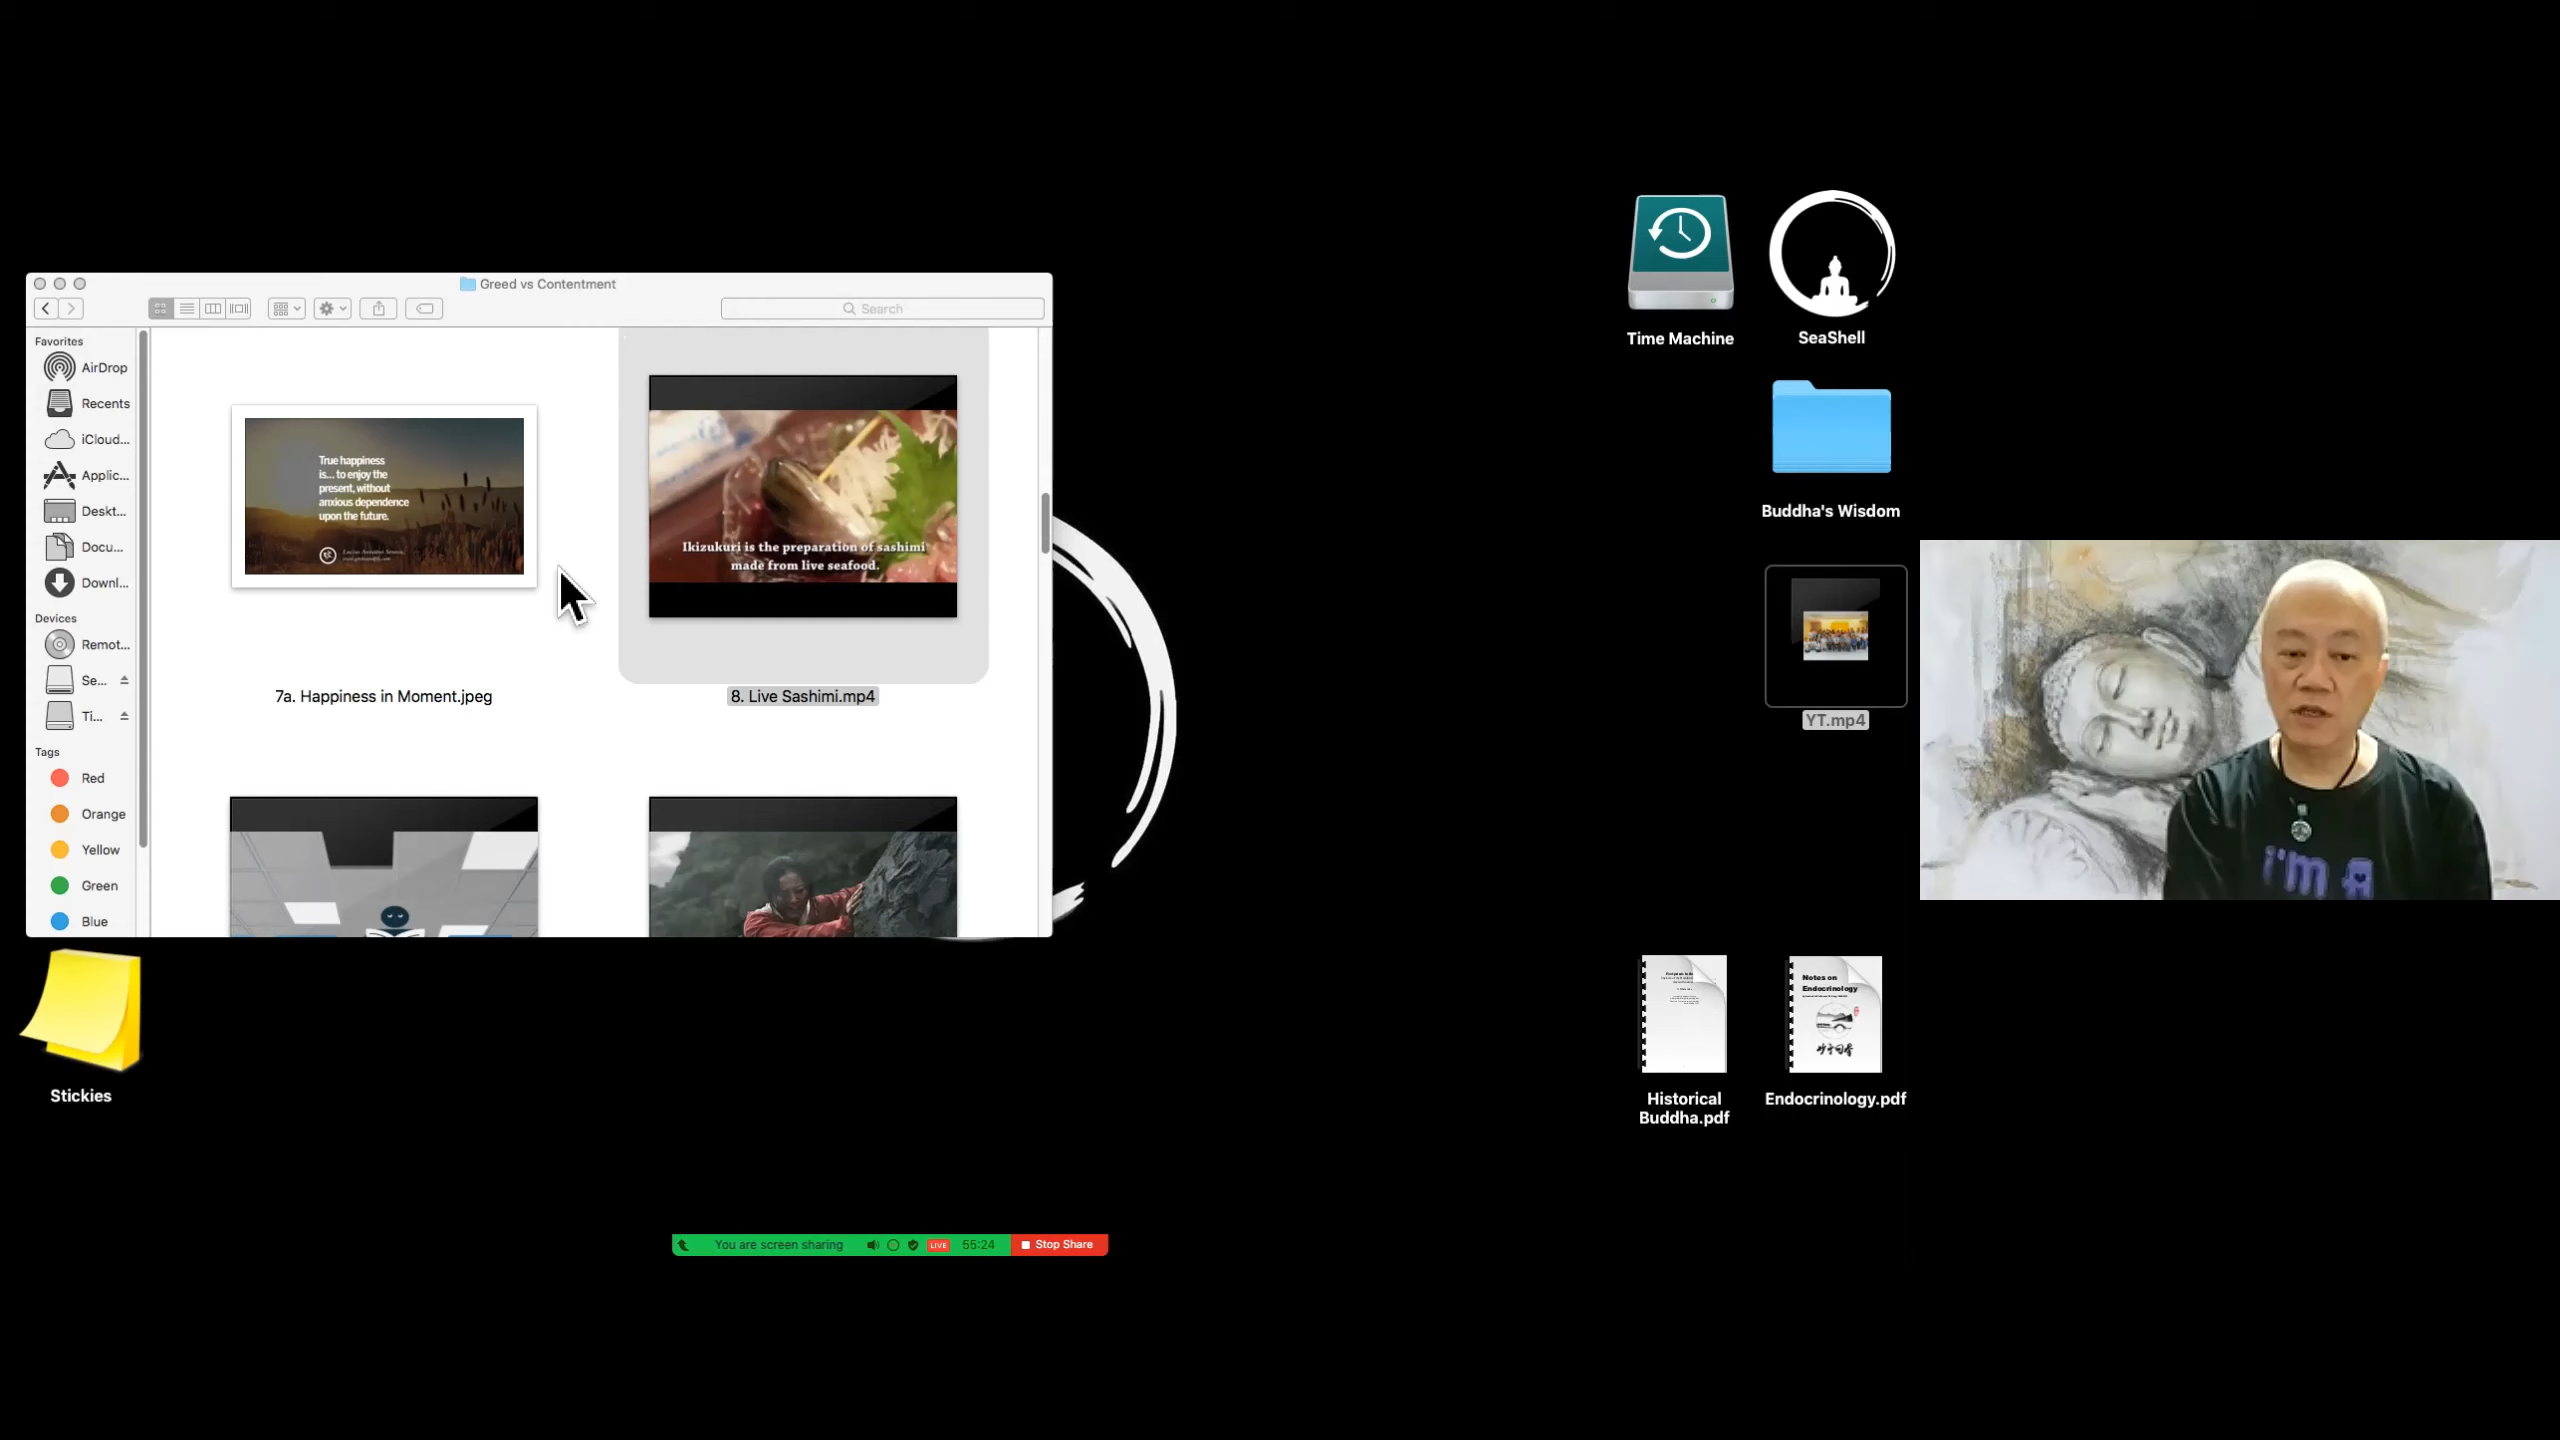 Greed vs Contentment
Search
Favorites
AirDrop
Recents
iCloud...
Applic...
Deskt...
Docu...
Downl...
Devices
Remot...
Se...
Ti...
Tags
Red
Orange
Yellow
Green
Blue
True happiness
is... to enjoy the
present, without
anxious dependence
upon the future.
7a. Happiness in Moment.jpeg
Ikizukuri is the preparation of sashimi
made from live seafood.
8. Live Sashimi.mp4
Time Machine
SeaShell
Buddha's Wisdom
YT.mp4
i'm A
Stickies
Notes on
Endocrinology
Historical
Buddha.pdf
Endocrinology.pdf
You are screen sharing
LIVE
55:24
Stop Share